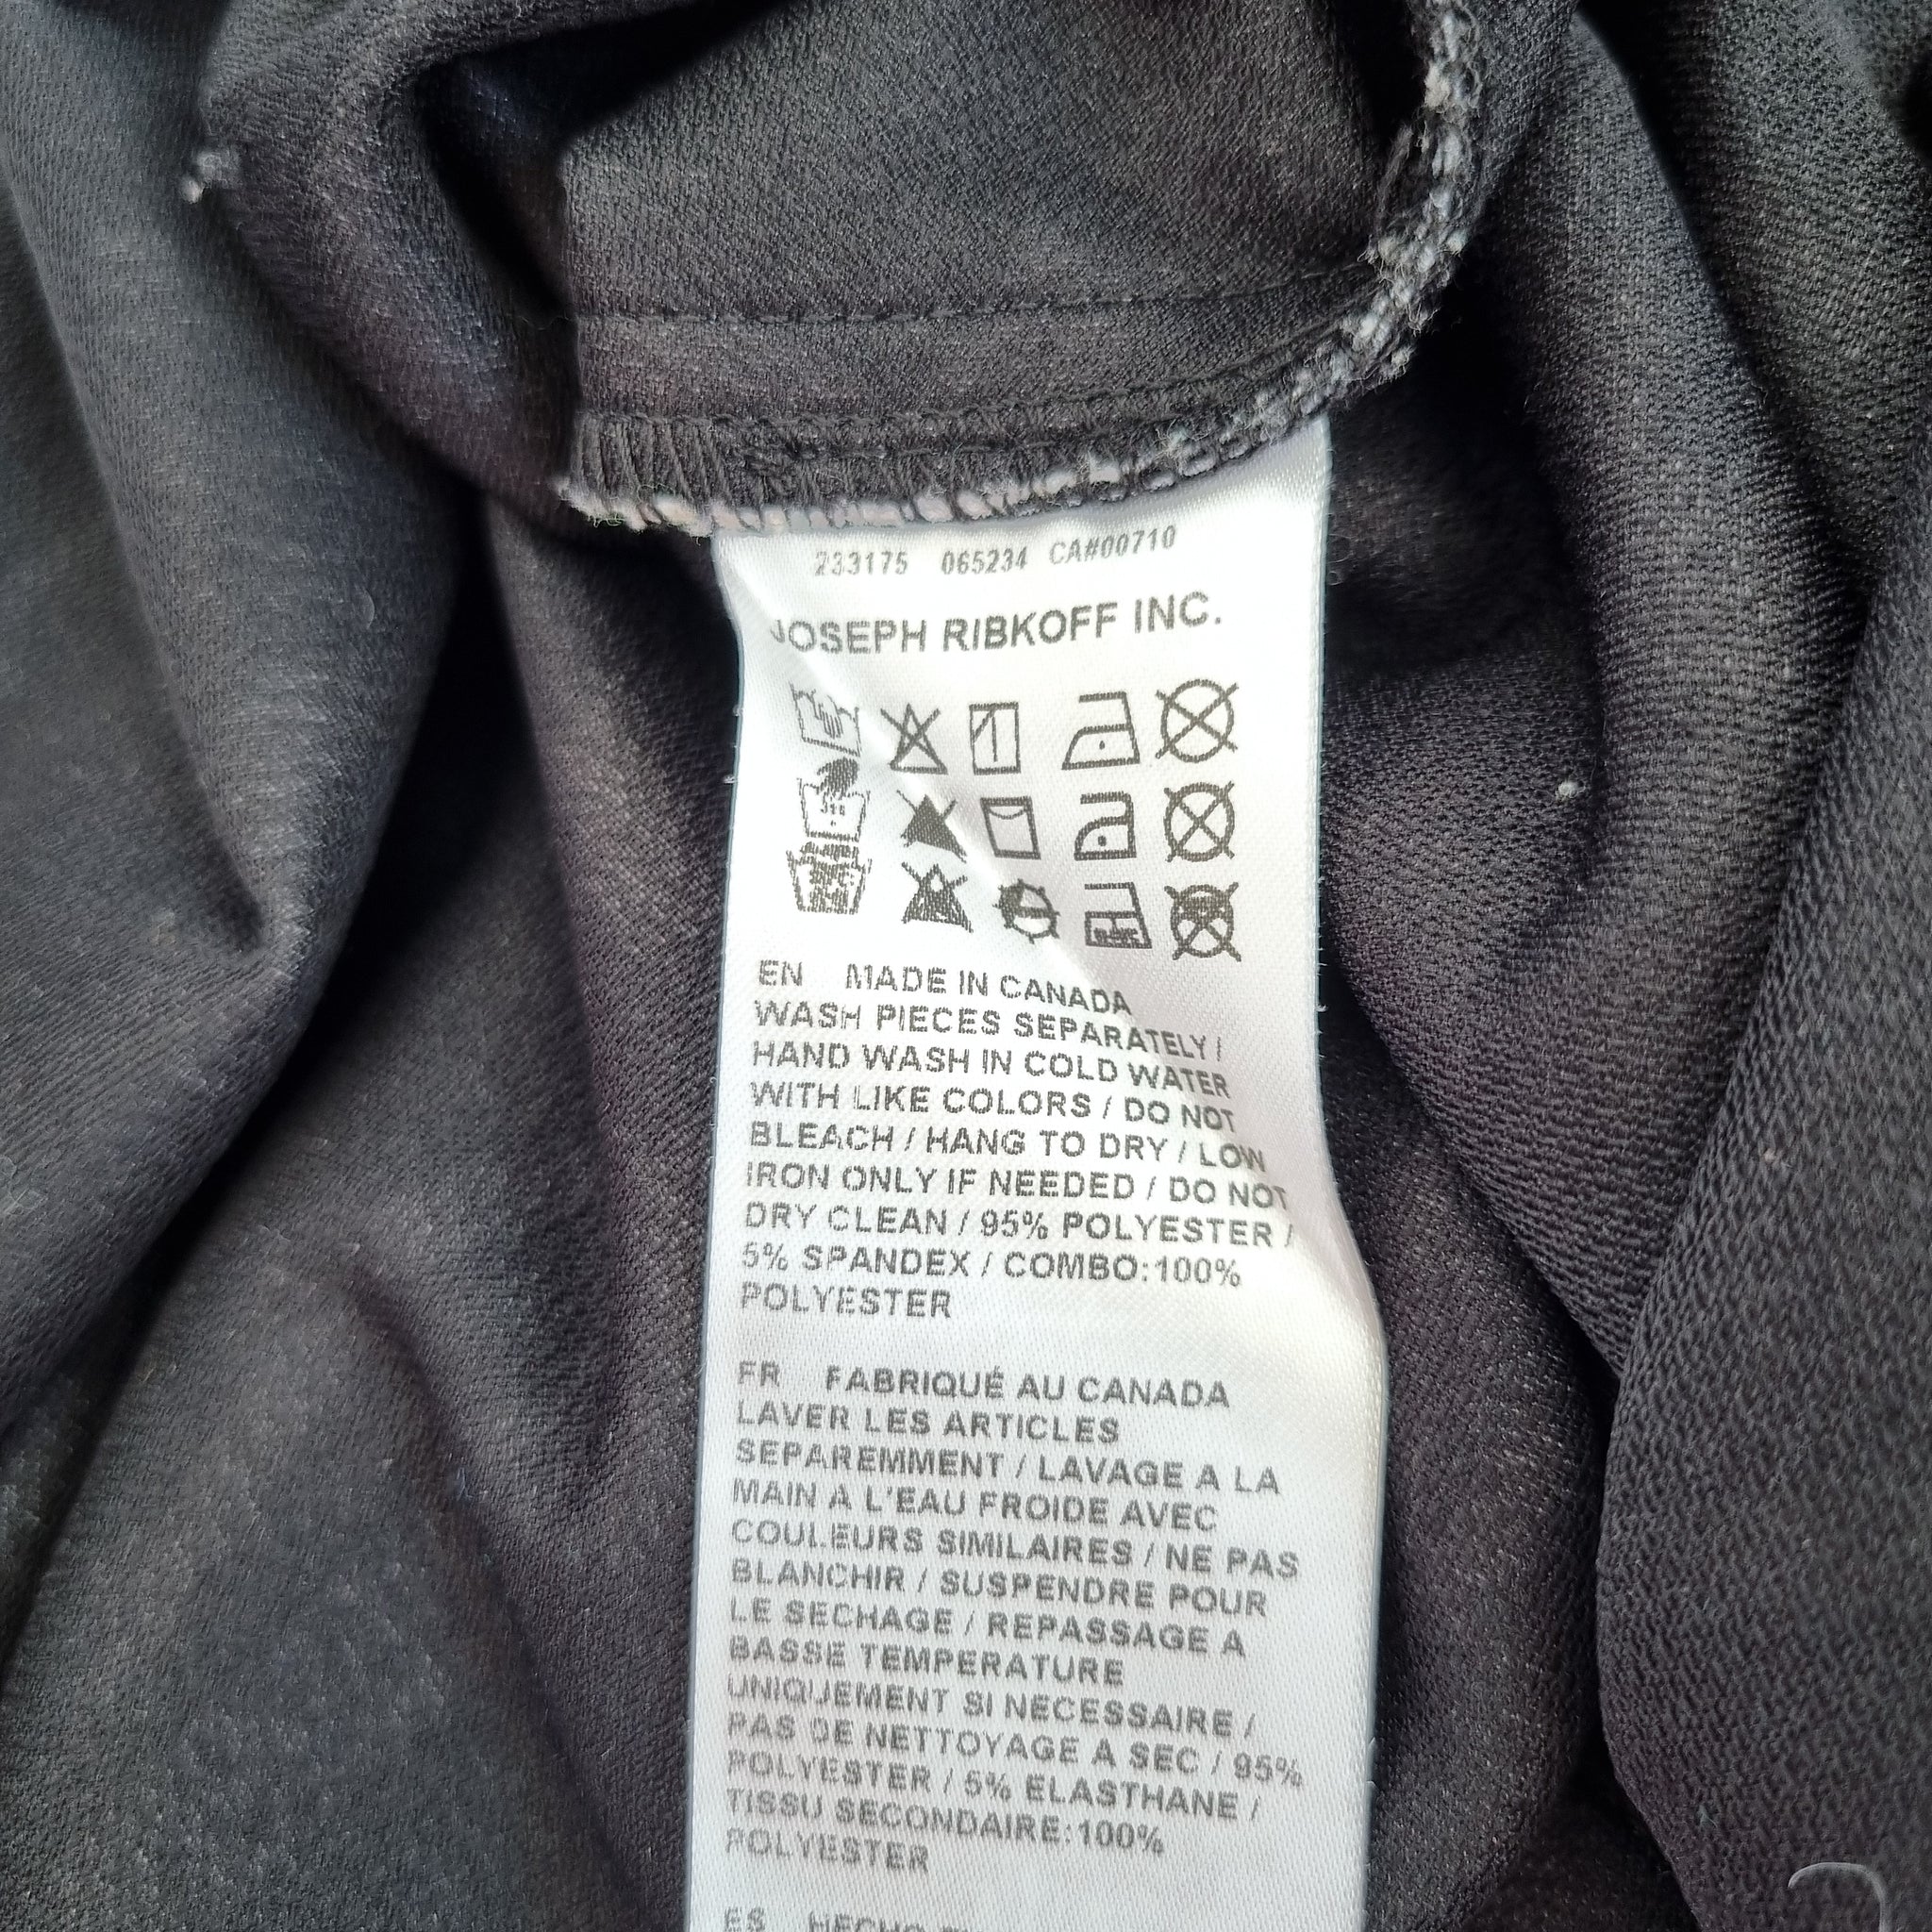 233175 065234 CA#00710
JOSEPH RIBKOFF INC.
EN MADE IN CANADA
WASH PIECES SEPARATELY /
HAND WASH IN COLD WATER
WITH LIKE COLORS / DO NOT
BLEACH / HANG TO DRY / LOW
IRON ONLY IF NEEDED / DO NOT
DRY CLEAN / 95% POLYESTER /
5% SPANDEX / COMBO:100%
POLYESTER
FR FABRIQUÉ AU CANADA
LAVER LES ARTICLES
SEPAREMMENT / LAVAGE A LA
MAIN A L'EAU FROIDE AVEC
COULEURS SIMILAIRES / NE PAS
BLANCHIR / SUSPENDRE POUR
LE SECHAGE / REPASSAGE A
BASSE TEMPERATURE
UNIQUEMENT SI NECESSAIRE /
PAS DE NETTOYAGE A SEC / 95%
POLYESTER / 5% ELASTHANE /
TISSU SECONDAIRE:100%
POLYESTER
ES HECHO